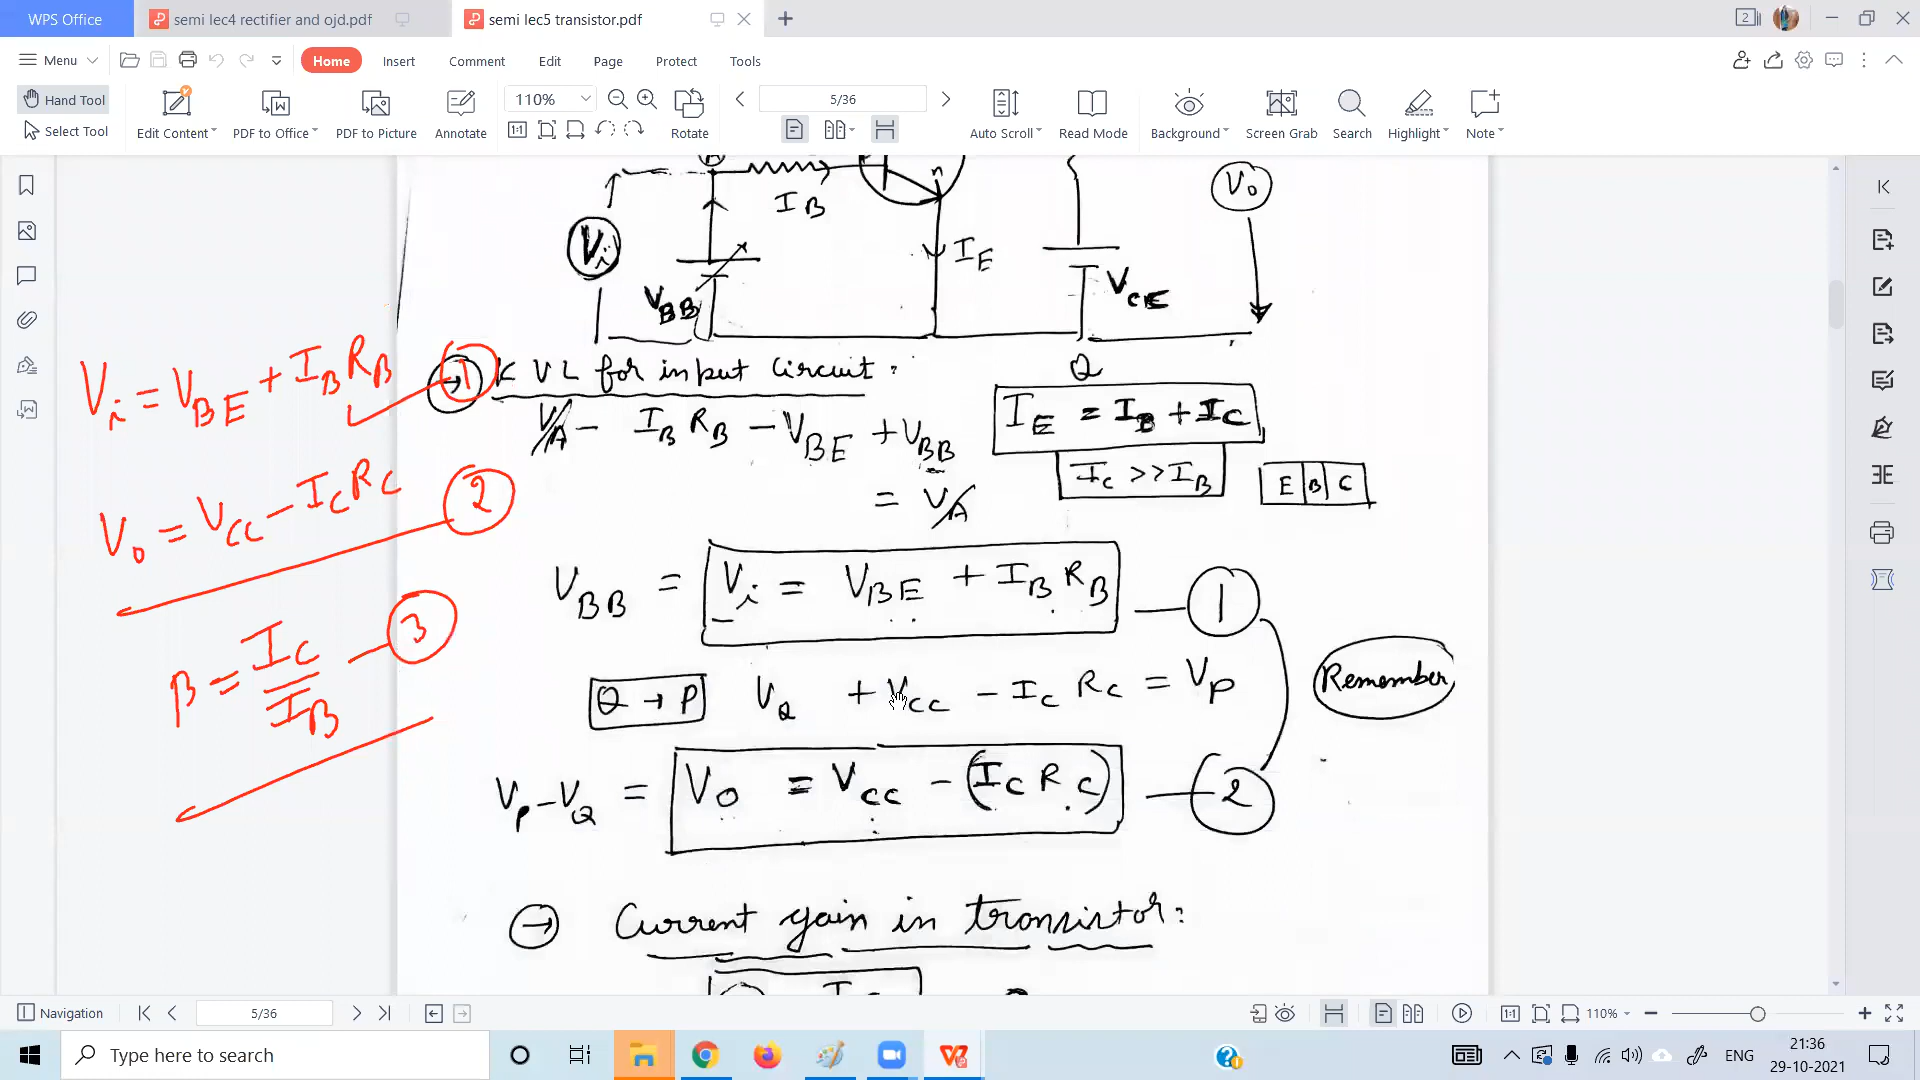 WPS Office
semi lec4 rectifier and ojd.pdf
semi lec5 transistor.pdf
2
Menu
Home
Insert
Comment
Edit
Page
Protect
Tools
Hand Tool
Select Tool
Edit Content
PDF to Office
PDF to Picture
Annotate
110%
5/36
Rotate
Auto Scroll
Read Mode
Background
Screen Grab
Search
Highlight
Note
n
I_B
V_i
V_BB
I_E
V_CE
V_0
Q
V_i = V_BE + I_B R_B ①
V_0 = V_CC - I_C R_C ②
β = I_C / I_B - ③
→ KVL for input circuit:
V_A - I_B R_B - V_BE + V_BB
= V_A
I_E = I_B + I_C
I_C >> I_B
E B C
V_BB = V_i = V_BE + I_B R_B — ①
Q → P V_Q + V_CC - I_C R_C = V_P
Remember
V_P - V_Q = V_0 = V_CC - (I_C R_C) — ②
→ Current gain in transistor:
Navigation
5/36
110%
Type here to search
ENG
21:36
29-10-2021